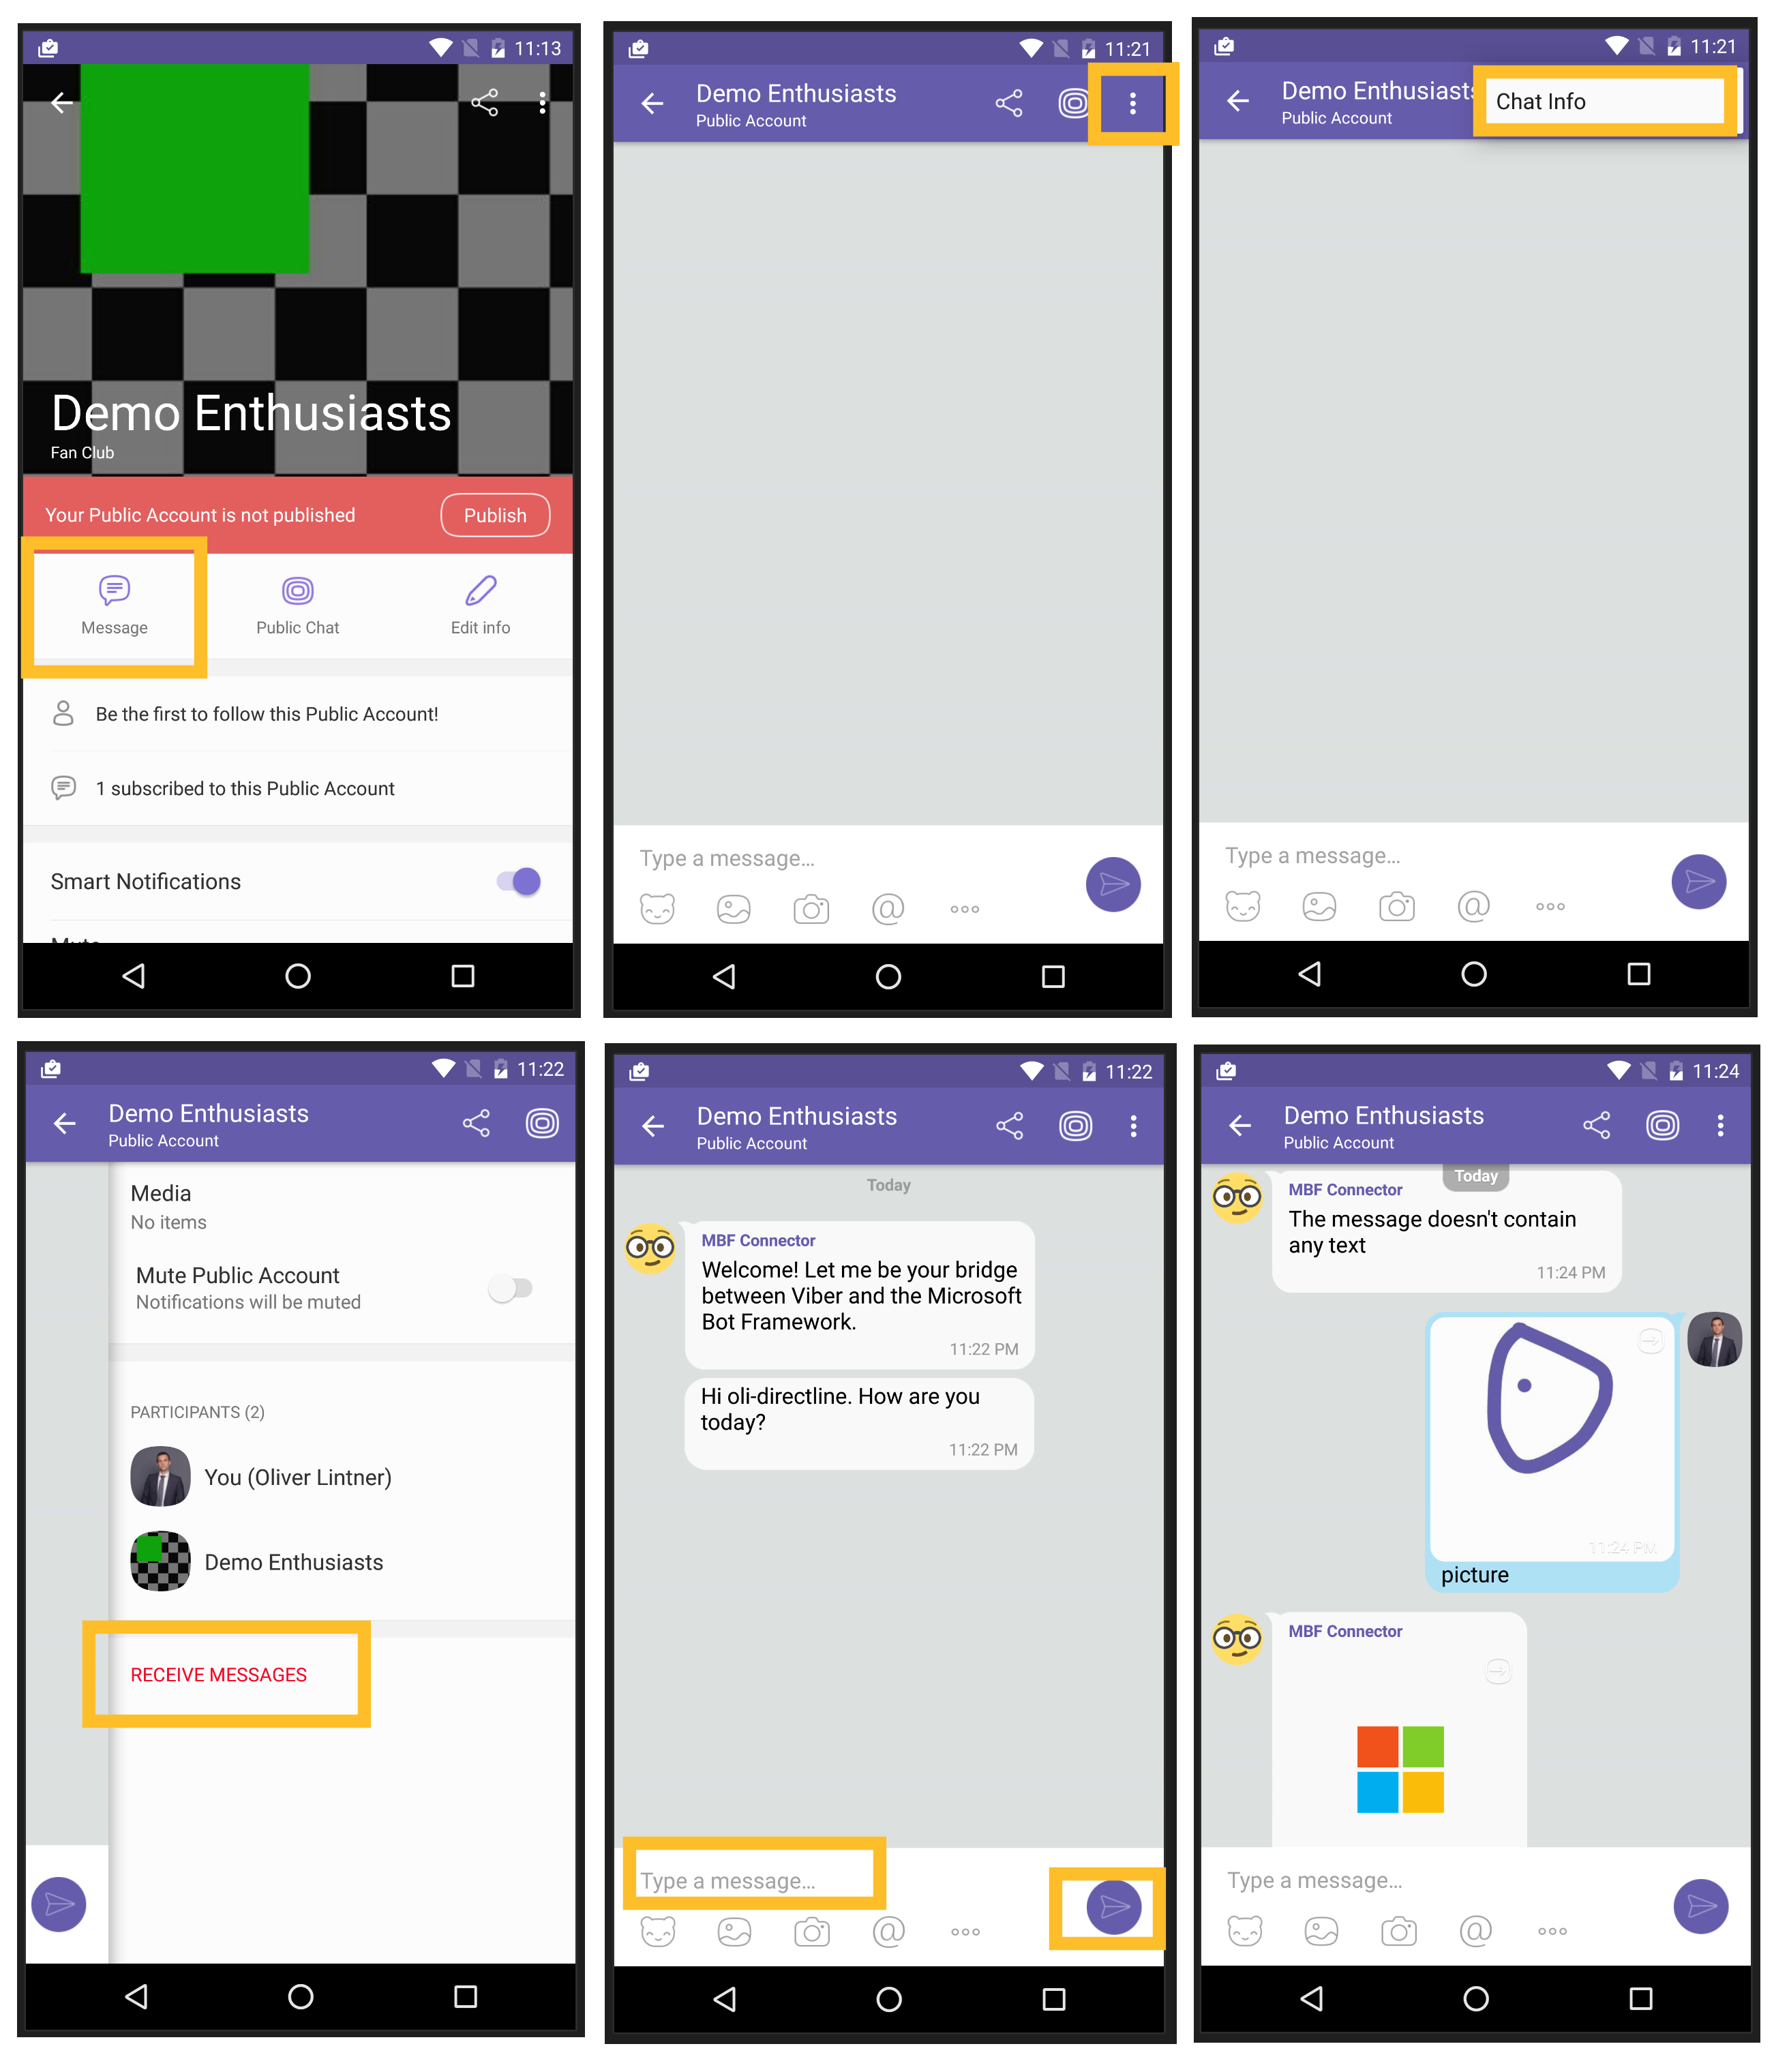 11:13
Demo Enthusiasts
Fan Club
Your Public Account is not published
Publish
Message
Public Chat
Edit info
Be the first to follow this Public Account!
1 subscribed to this Public Account
Smart Notifications
Mute
11:21
Demo Enthusiasts
Public Account
Type a message...
@
11:21
Demo Enthusiasts
Public Account
Chat Info
Type a message...
@
11:22
Demo Enthusiasts
Public Account
Media
No items
Mute Public Account
Notifications will be muted
PARTICIPANTS (2)
You (Oliver Lintner)
Demo Enthusiasts
RECEIVE MESSAGES
11:22
Demo Enthusiasts
Public Account
Today
MBF Connector
Welcome! Let me be your bridge
between Viber and the Microsoft
Bot Framework.
11:22 PM
Hi oli-directline. How are you
today?
11:22 PM
Type a message...
@
11:24
Demo Enthusiasts
Public Account
Today
MBF Connector
The message doesn't contain
any text
11:24 PM
11:24 PM
picture
MBF Connector
Type a message...
@